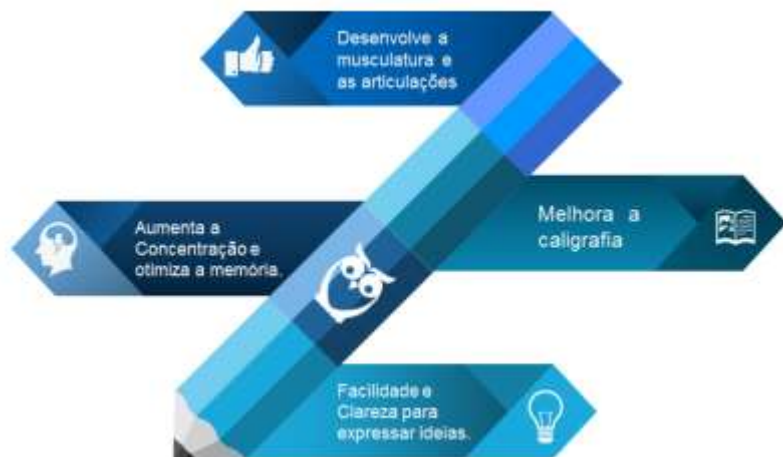 Desenvolve a
musculatura e
as articulações
Aumenta a
Concentração e
otimiza a memória.
Melhora a
caligrafia
Facilidade e
Clareza para
expressar ideias.